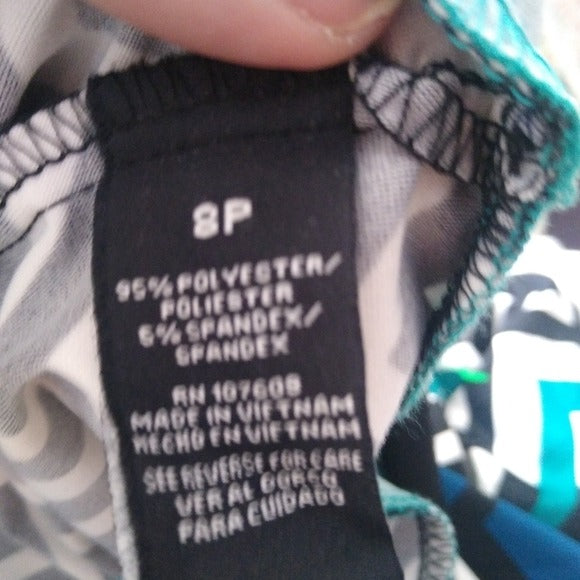 8P
95% POLYESTER/
POLIESTER
5% SPANDEX/
SPANDEX
RN 107609
MADE IN VIETNAM
HECHO EN VIETNAM
SEE REVERSE FOR CARE
VER AL DORSO
PARA CUIDADO